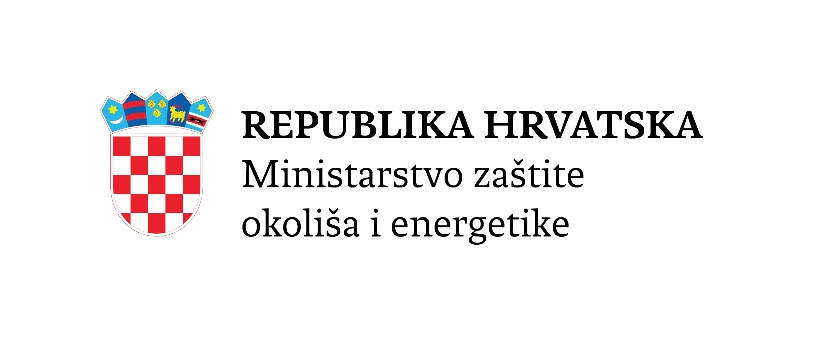 REPUBLIKA HRVATSKA
Ministarstvo zaštite
okoliša i energetike